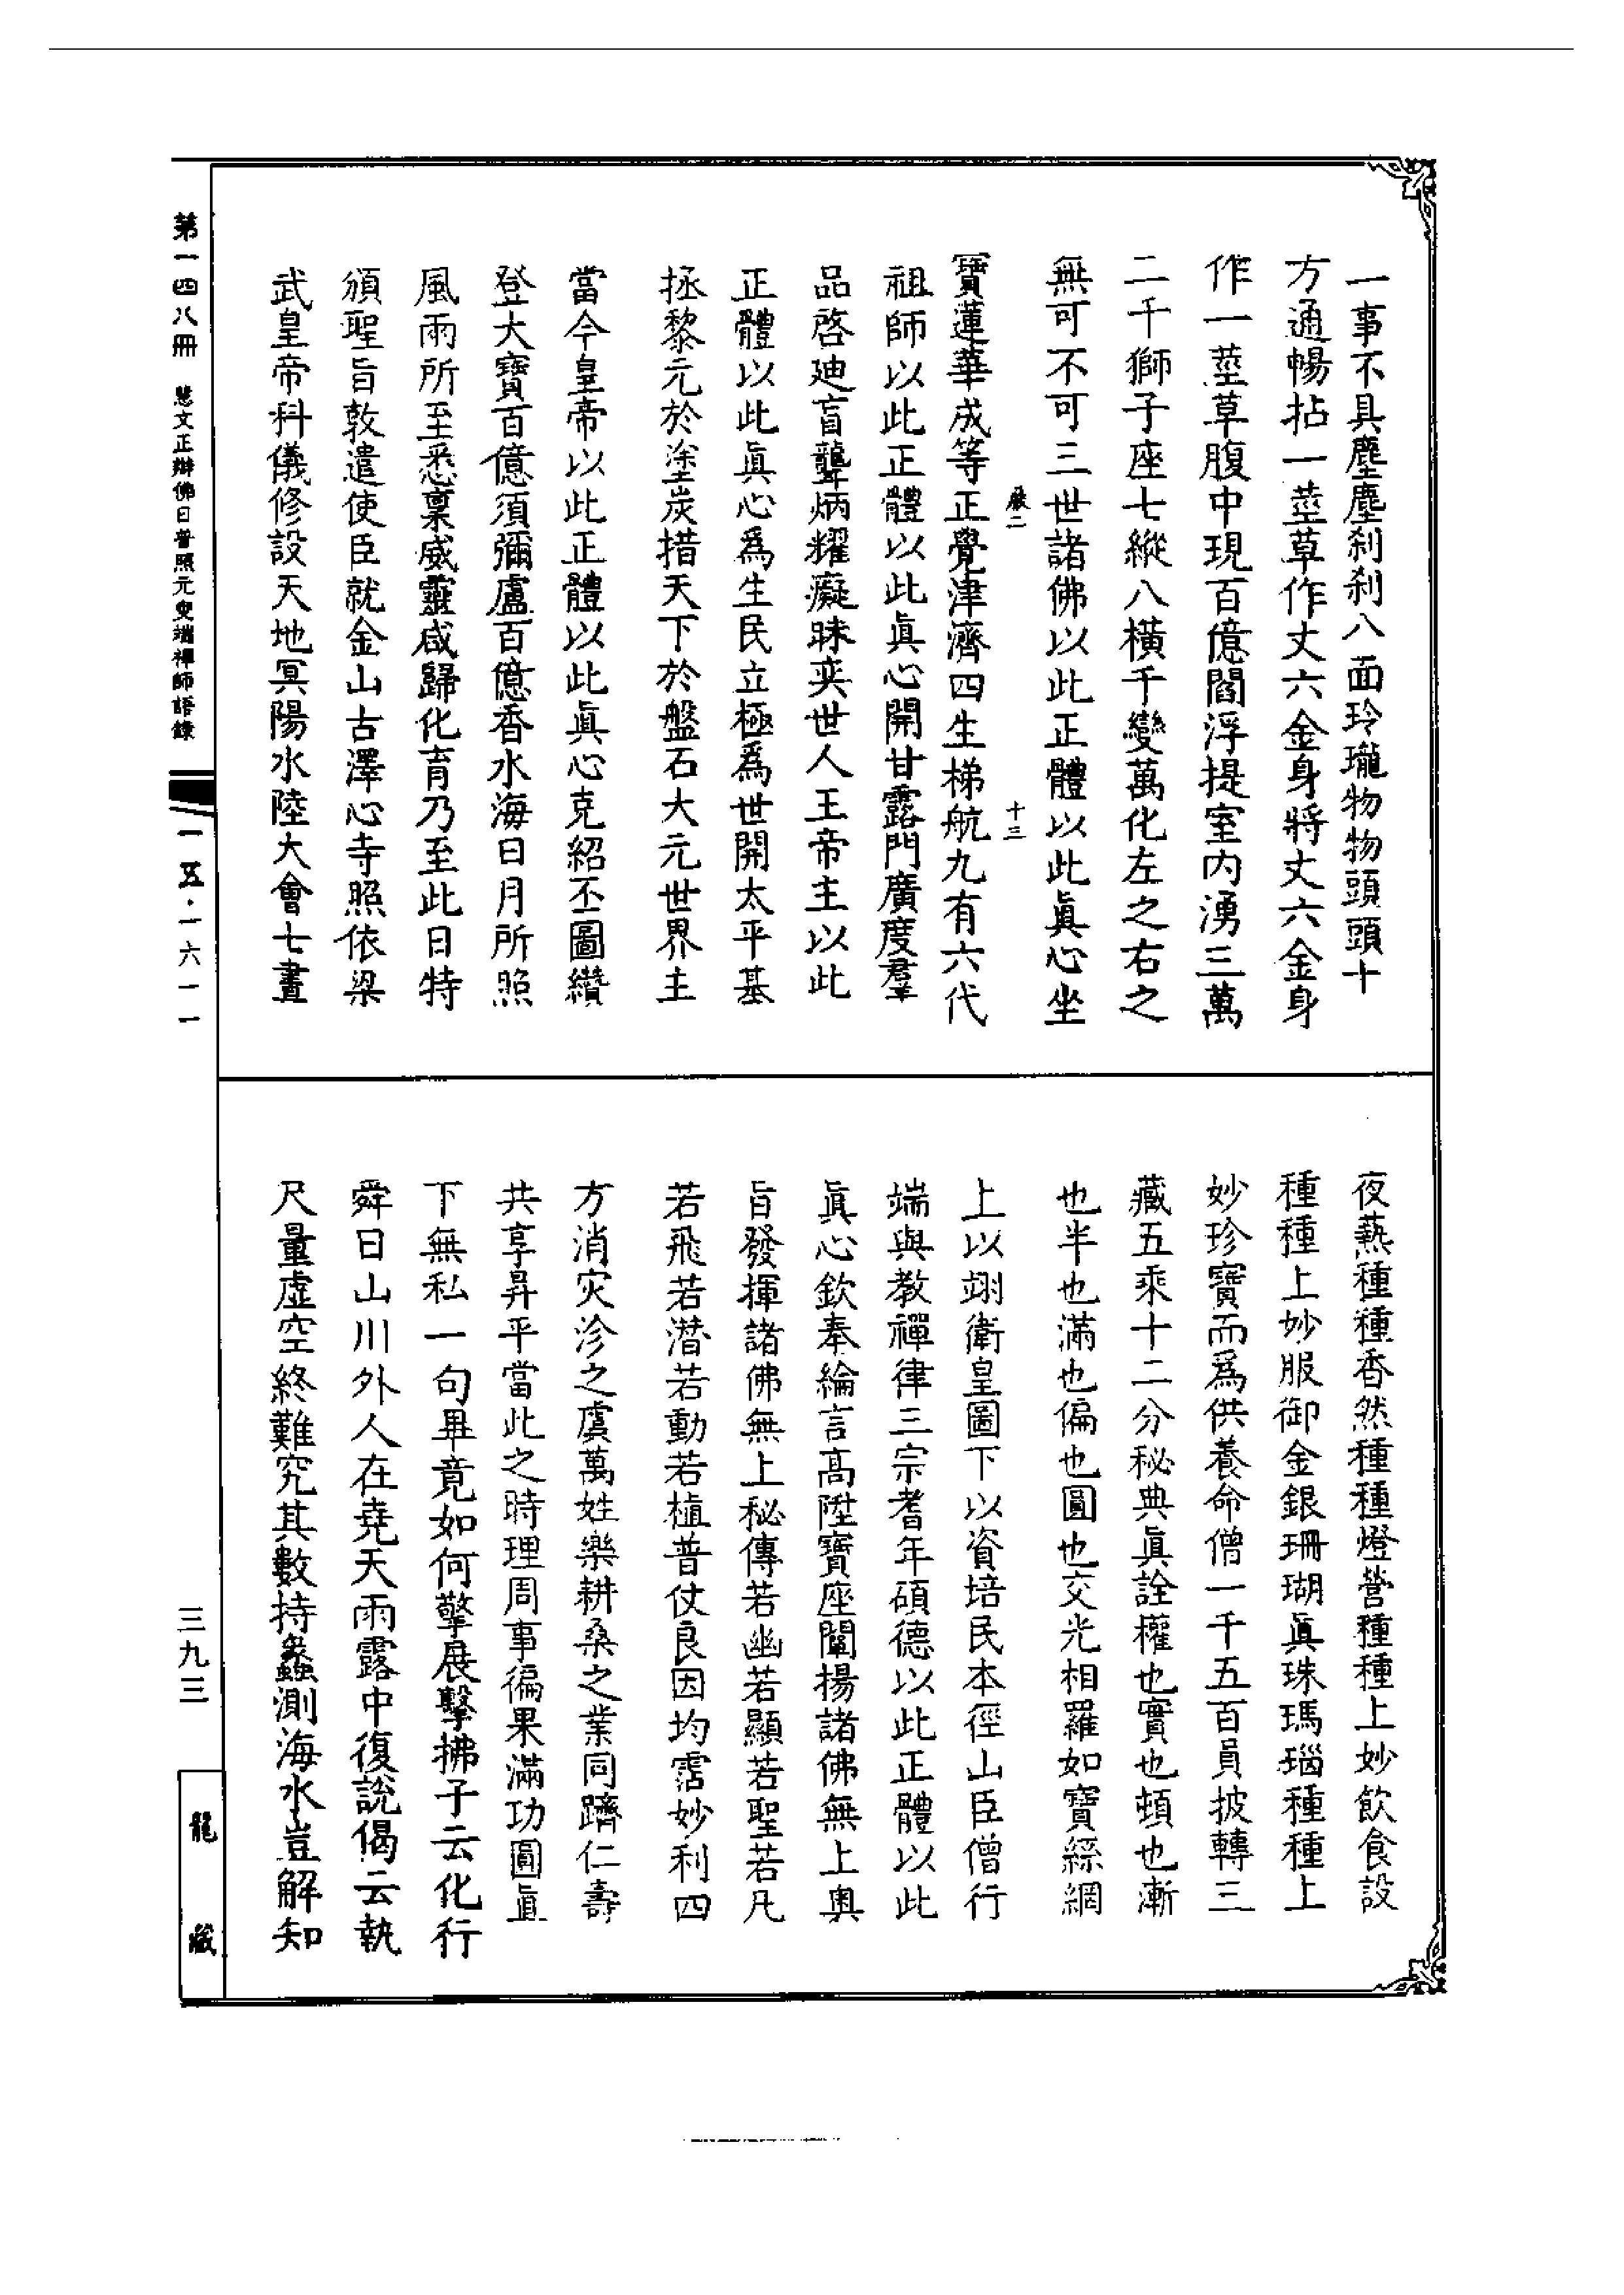 一事不具塵塵剎剎八面玲瓏物物頭頭十
方通暢拈一莖草作丈六金身將丈六金身
作一莖草腹中現百億閻浮提室內湧三萬
二千獅子座七縱八橫千變萬化左之右之
無可不可三世諸佛以此正體以此眞心坐
嚴二　十三
寶蓮華成等正覺津濟四生梯航九有六代
祖師以此正體以此眞心開甘露門廣度羣
品啓廸盲聾炳耀癡昧奕世人王帝主以此
正體以此眞心爲生民立極爲世開太平基
拯黎元於塗炭措天下於盤石大元世界主
當今皇帝以此正體以此眞心克紹丕圖纘
登大寶百億須彌盧百億香水海日月所照
風雨所至悉稟威靈咸歸化育乃至此日特
頒聖旨敦遣使臣就金山古澤心寺照依梁
武皇帝科儀修設天地冥陽水陸大會七晝
夜爇種種香然種種燈營種種上妙飲食設
種種上妙服御金銀珊瑚眞珠瑪瑙種種上
妙珍寶而爲供養命僧一千五百員披轉三
藏五乘十二分秘典眞詮權也實也頓也漸
也半也滿也偏也圓也交光相羅如寶絲網
上以翊衛皇圖下以資培民本徑山臣僧行
端與教禪律三宗耆年碩德以此正體以此
眞心欽奉綸言高陞寶座闡揚諸佛無上奧
旨發揮諸佛無上秘傳若幽若顯若聖若凡
若飛若潛若動若植普仗良因均霑妙利四
方消灾沴之虞萬姓樂耕桑之業同躋仁壽
共享昇平當此之時理周事徧果滿功圓眞
下無私一句畢竟如何擎展擊拂子云化行
舜日山川外人在堯天雨露中復說偈云執
尺量虛空終難究其數持蠡測海水豈解知
第一四八冊　慧文正辯佛日普照元叟端禪師語錄
一五·一六一一
三九三
龍藏